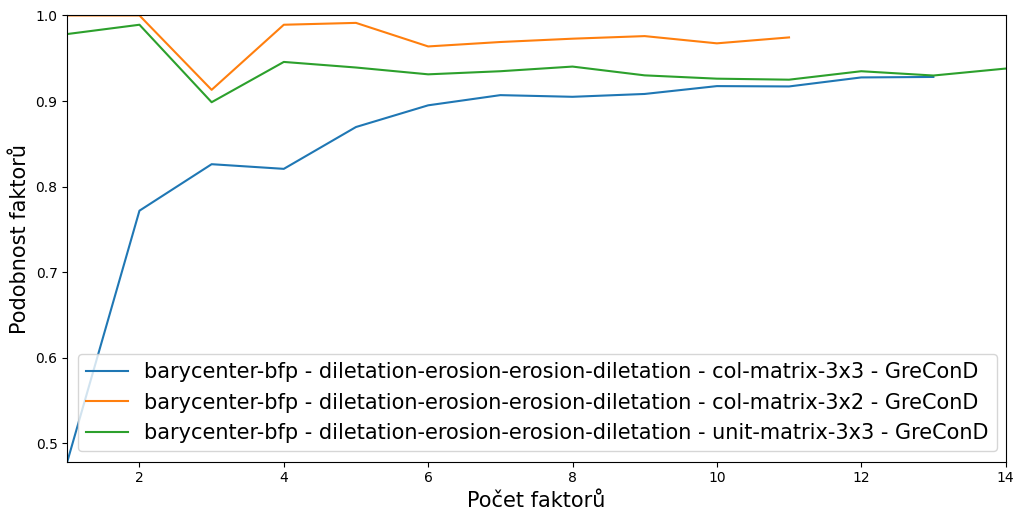 1.0
0.9
0.8
0.7
0.6
0.5
Podobnost faktorů
barycenter-bfp - diletation-erosion-erosion-diletation - col-matrix-3x3 - GreConD
barycenter-bfp - diletation-erosion-erosion-diletation - col-matrix-3x2 - GreConD
barycenter-bfp - diletation-erosion-erosion-diletation - unit-matrix-3x3 - GreConD
2 4 6 8 10 12 14
Počet faktorů